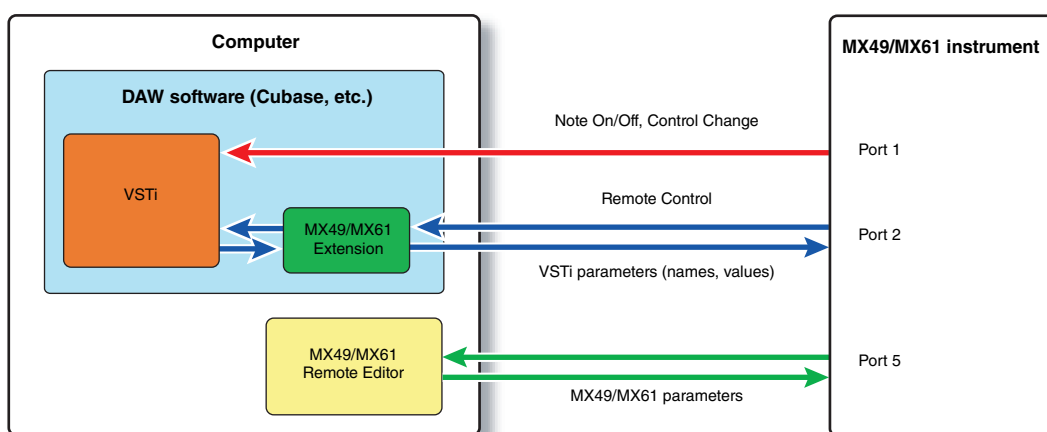 Computer
MX49/MX61 instrument
DAW software (Cubase, etc.)
Note On/Off, Control Change
Port 1
VSTi
Remote Control
MX49/MX61
Extension
Port 2
VSTi parameters (names, values)
MX49/MX61
Remote Editor
Port 5
MX49/MX61 parameters